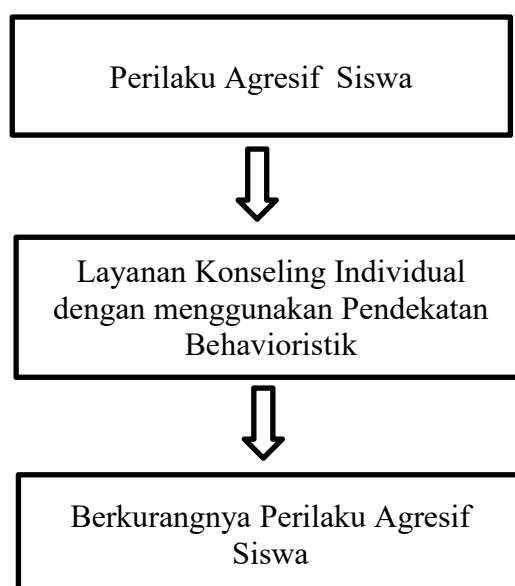 Perilaku Agresif Siswa
Layanan Konseling Individual
dengan menggunakan Pendekatan
Behavioristik
Berkurangnya Perilaku Agresif
Siswa